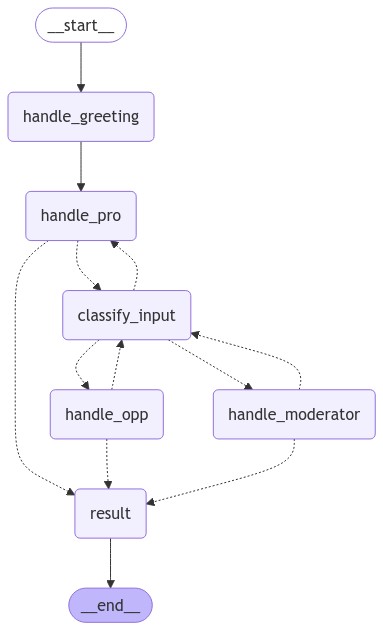 __start__
handle_greeting
handle_pro
classify_input
handle_opp
handle_moderator
result
__end__